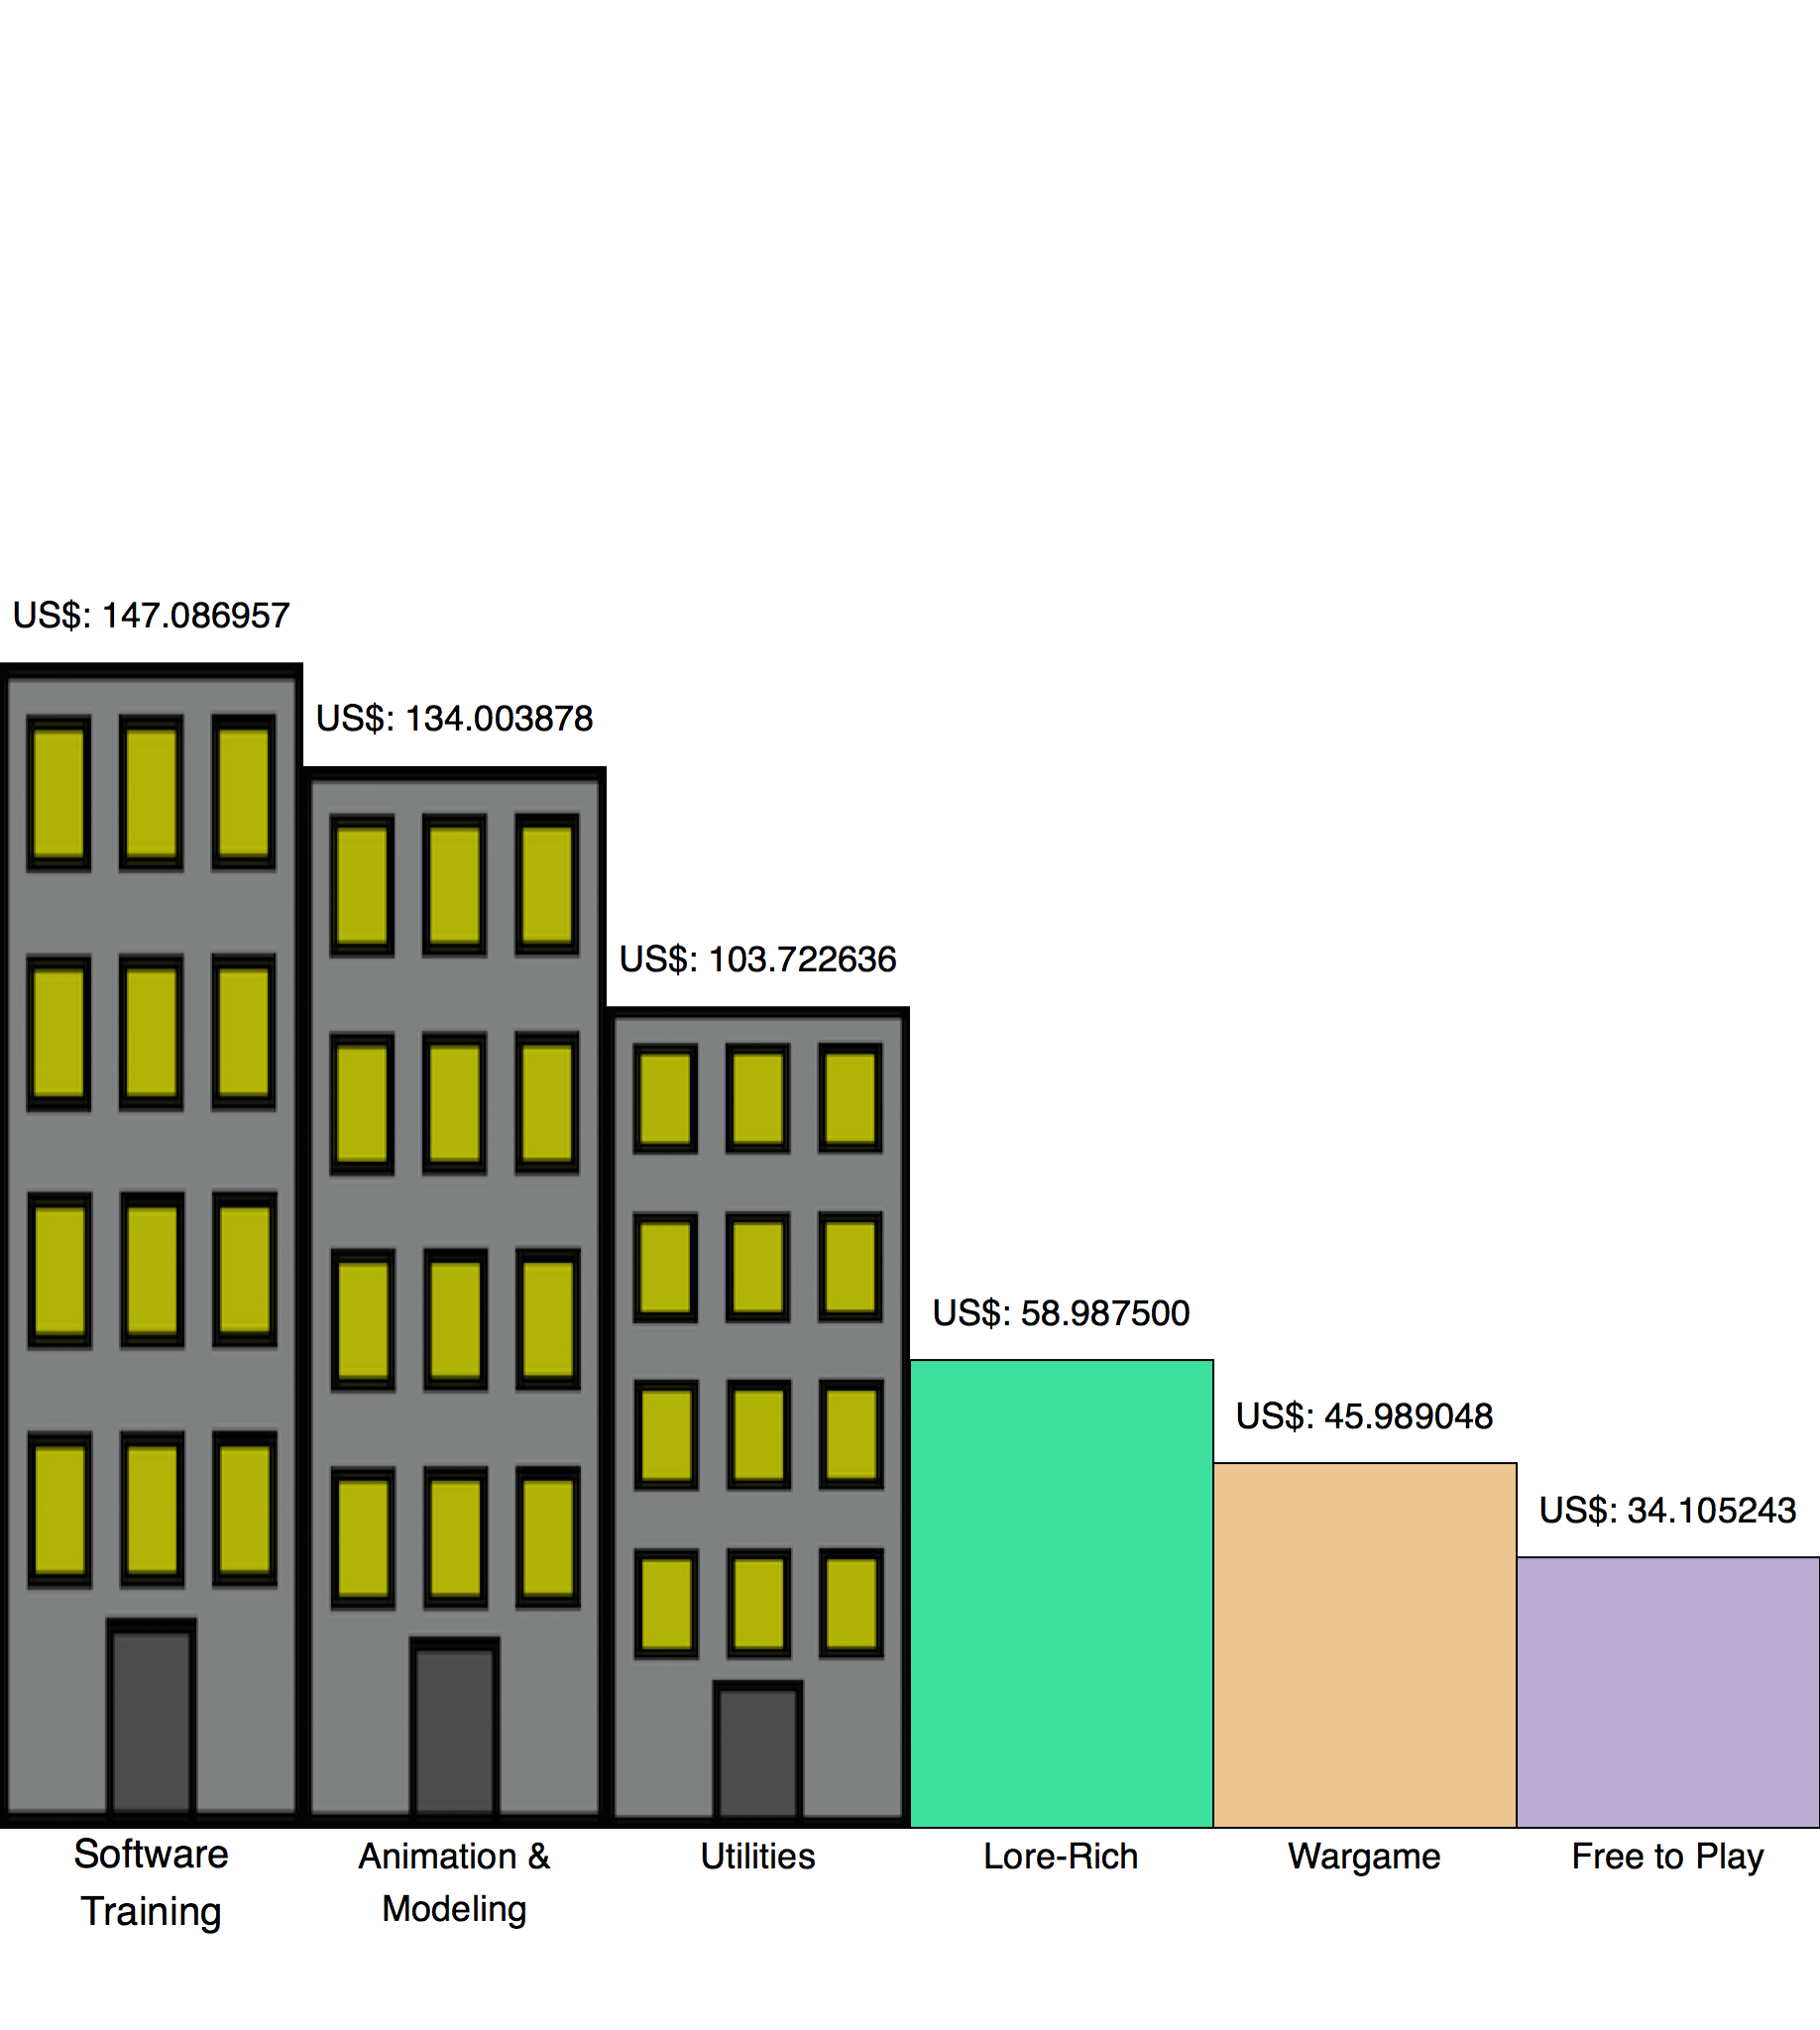 US$: 147.086957
US$: 134.003878
US$: 103.722636
US$: 58.987500
US$: 45.989048
US$: 34.105243
Software
Training
Animation &
Modeling
Utilities
Lore-Rich
Wargame
Free to Play